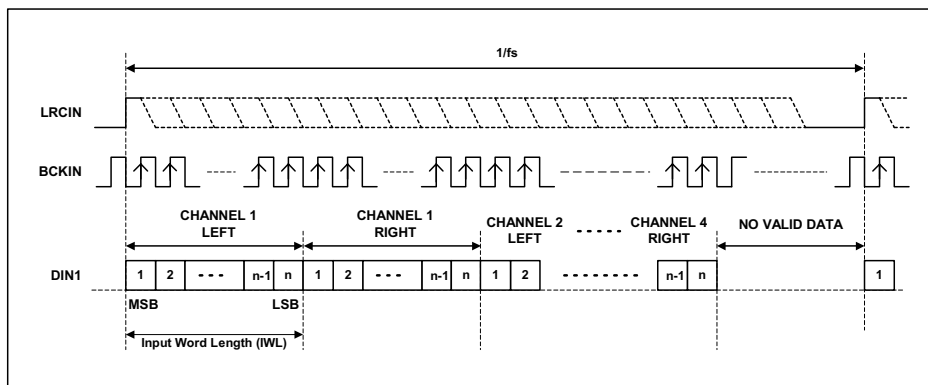 1/fs
LRCIN
BCKIN
CHANNEL 1
LEFT
CHANNEL 1
RIGHT
CHANNEL 2
LEFT
CHANNEL 4
RIGHT
NO VALID DATA
DIN1
1 2 n-1 n 1 2 n-1 n 1 2 n-1 n 1
MSB LSB
Input Word Length (IWL)